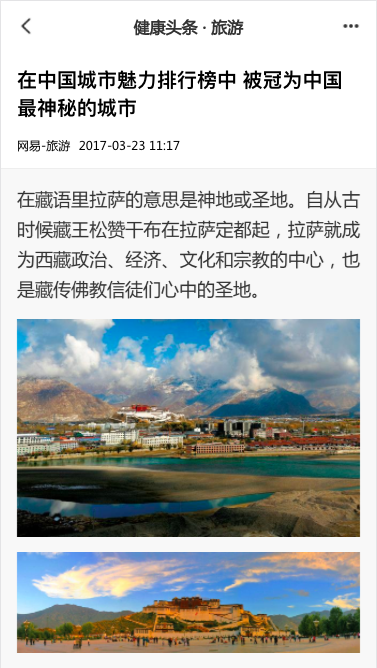 健康头条 · 旅游
在中国城市魅力排行榜中 被冠为中国
最神秘的城市
网易-旅游 2017-03-23 11:17
在藏语里拉萨的意思是神地或圣地。自从古
时候藏王松赞干布在拉萨定都起，拉萨就成
为西藏政治、经济、文化和宗教的中心，也
是藏传佛教信徒们心中的圣地。